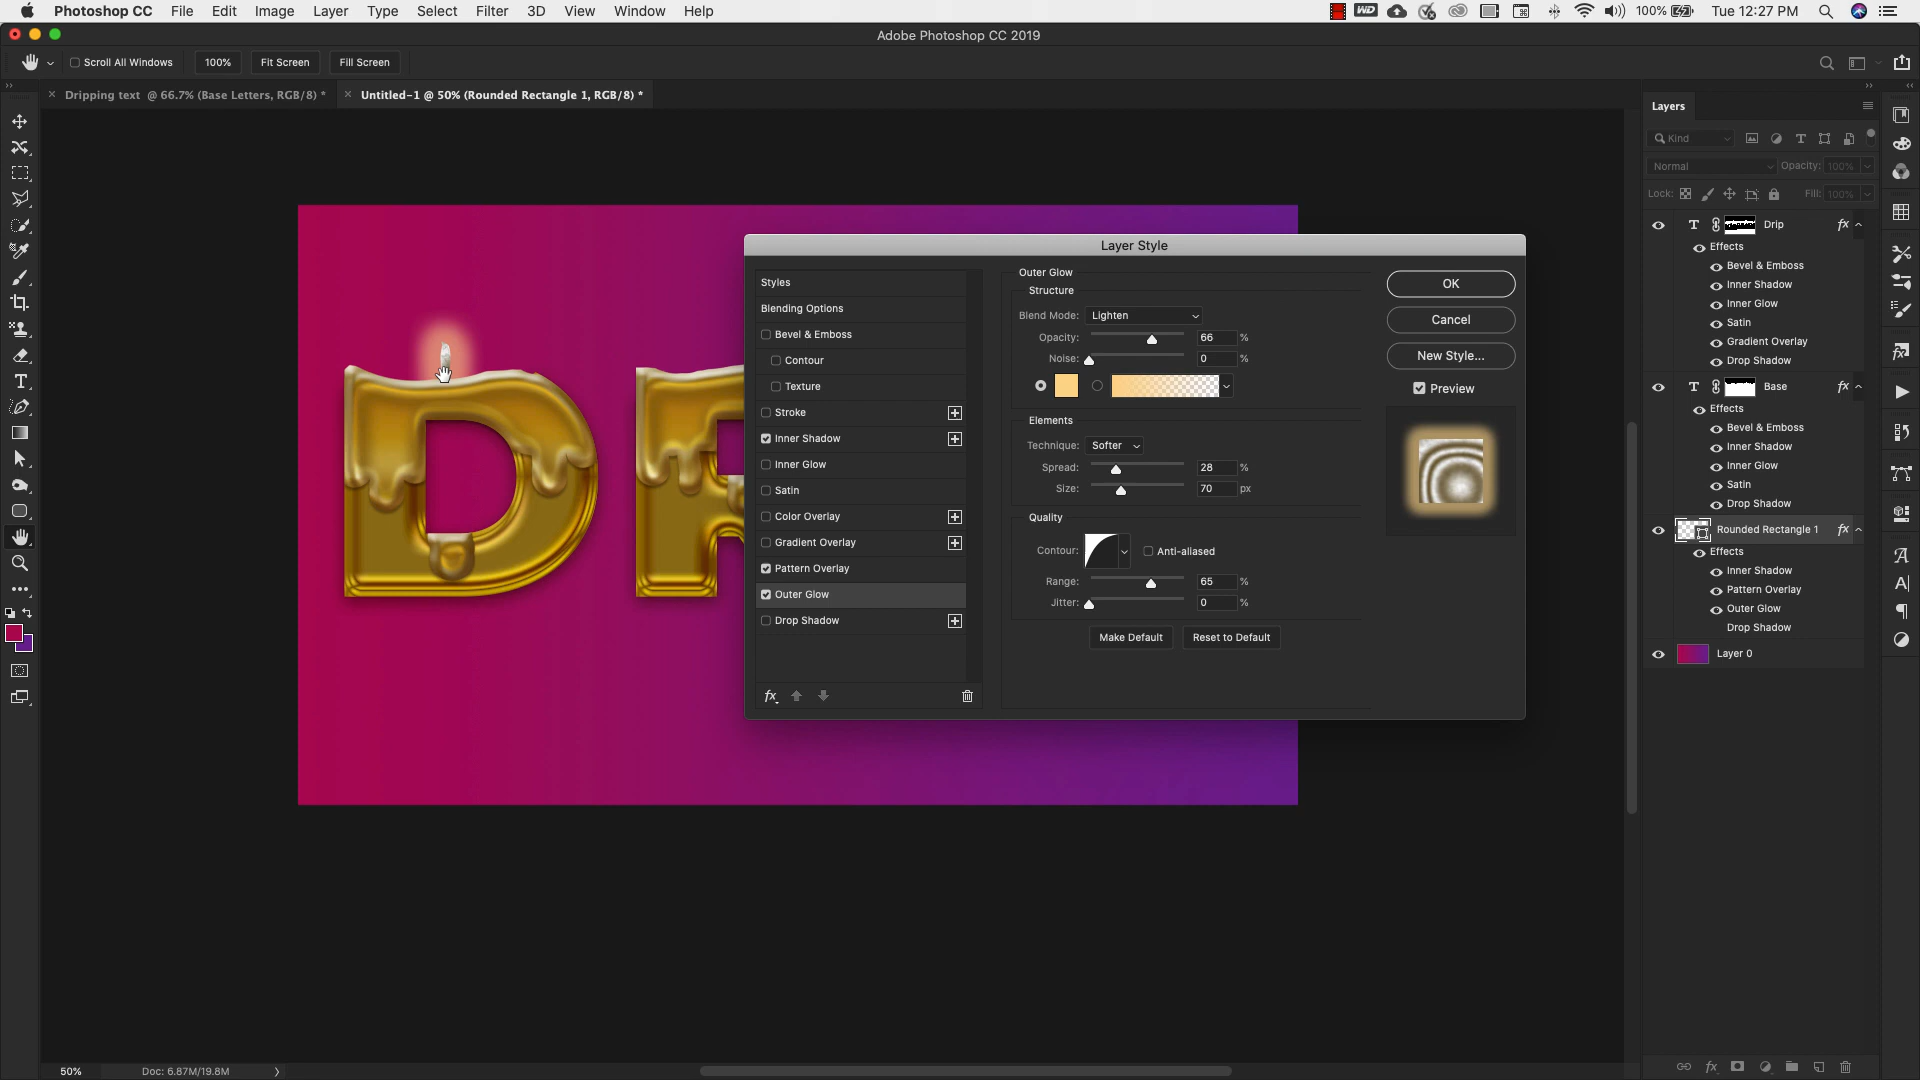 Photoshop CC File Edit Image Layer Type Select Filter 3D View Window Help 100% Tue 12:27 PM
Adobe Photoshop CC 2019
Scroll All Windows 100% Fit Screen Fill Screen
Dripping text @ 66.7% (Base Letters, RGB/8) * Untitled-1 @ 50% (Rounded Rectangle 1, RGB/8) *
DR
Layer Style
Styles
Blending Options
Bevel & Emboss
Contour
Texture
Stroke
Inner Shadow
Inner Glow
Satin
Color Overlay
Gradient Overlay
Pattern Overlay
Outer Glow
Drop Shadow
fx
Outer Glow
Structure
Blend Mode: Lighten
Opacity: 66 %
Noise: 0 %
Elements
Technique: Softer
Spread: 28 %
Size: 70 px
Quality
Contour: Anti-aliased
Range: 65 %
Jitter: 0 %
Make Default Reset to Default
OK
Cancel
New Style...
Preview
Layers
Kind
Normal Opacity: 100%
Lock: Fill: 100%
Drip fx
Effects
Bevel & Emboss
Inner Shadow
Inner Glow
Satin
Gradient Overlay
Drop Shadow
Base fx
Effects
Bevel & Emboss
Inner Shadow
Inner Glow
Satin
Drop Shadow
Rounded Rectangle 1 fx
Effects
Inner Shadow
Pattern Overlay
Outer Glow
Drop Shadow
Layer 0
50% Doc: 6.87M/19.8M
fx